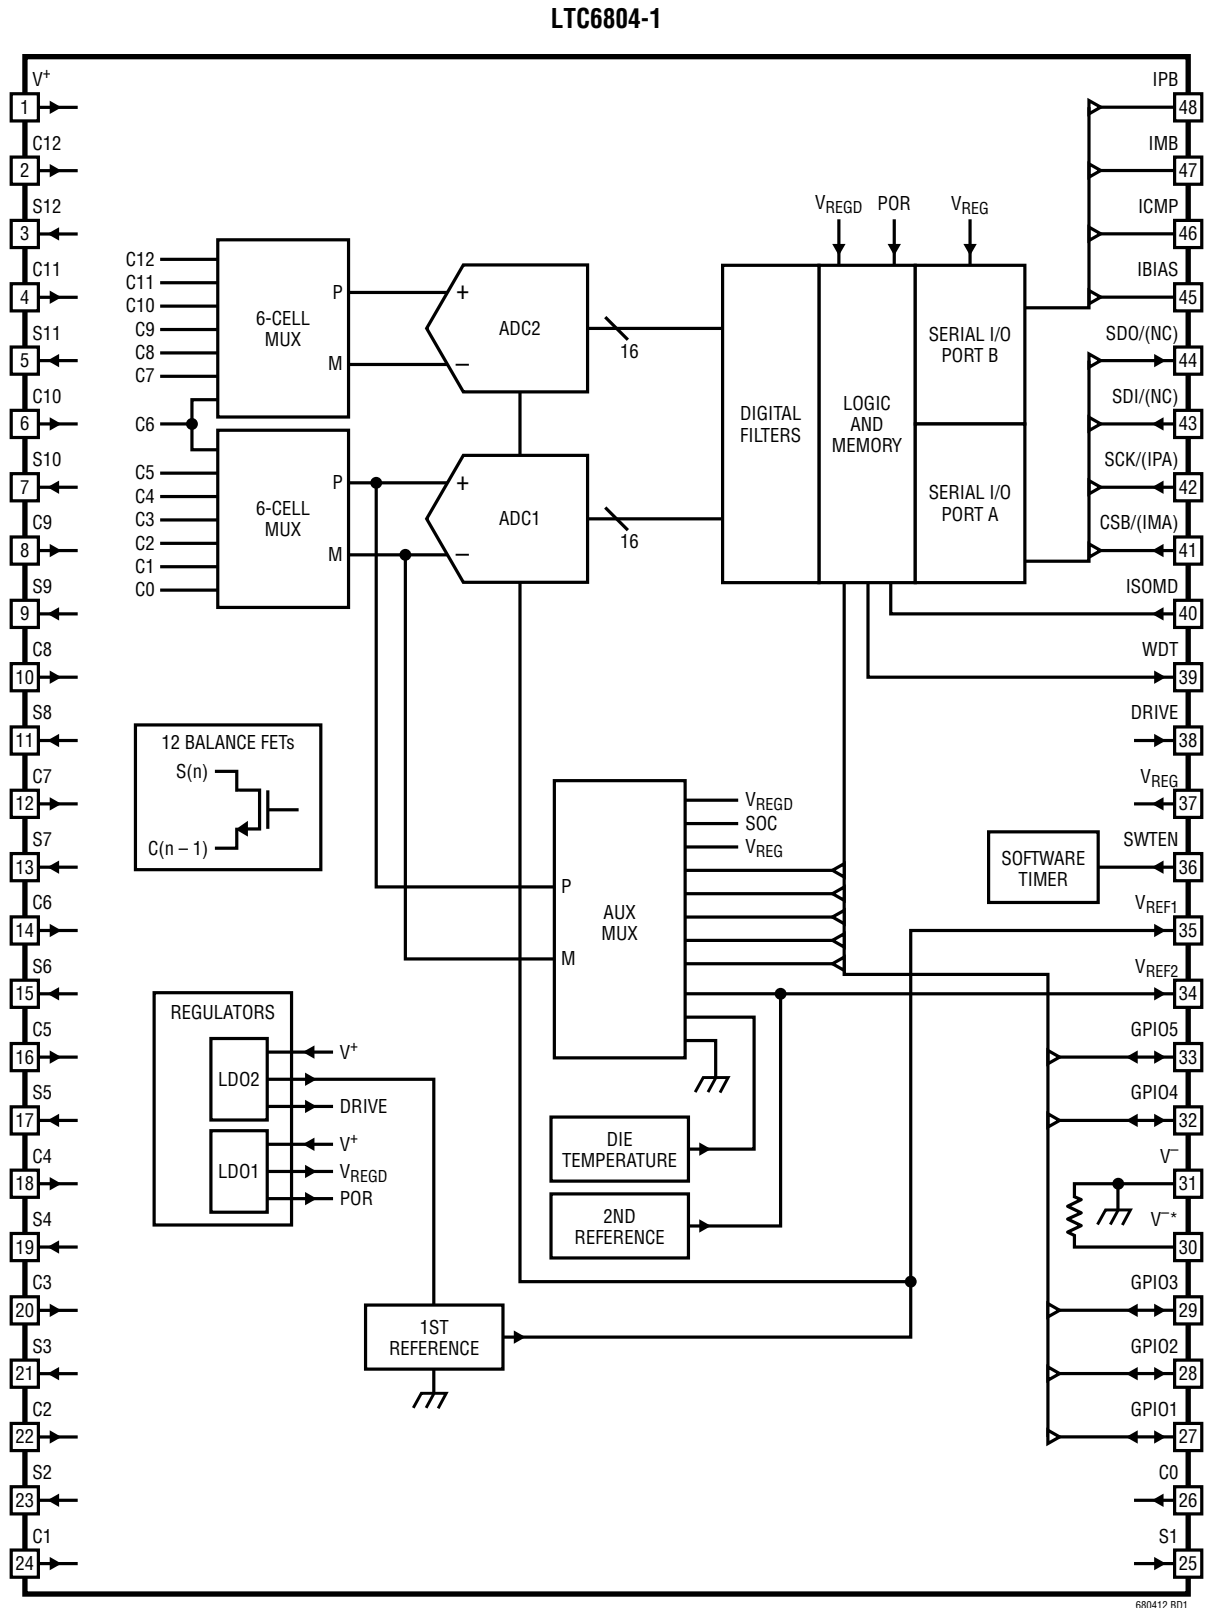 LTC6804-1
V+
1
C12
2
S12
3
C11
4
S11
5
C10
6
S10
7
C9
8
S9
9
C8
10
S8
11
C7
12
S7
13
C6
14
S6
15
C5
16
S5
17
C4
18
S4
19
C3
20
S3
21
C2
22
S2
23
C1
24
C12
C11
C10
C9
C8
C7
C6
C5
C4
C3
C2
C1
C0
6-CELL
MUX
P
M
6-CELL
MUX
P
M
+
ADC2
–
16
+
ADC1
–
16
VREGD
POR
VREG
DIGITAL
FILTERS
LOGIC
AND
MEMORY
SERIAL I/O
PORT B
SERIAL I/O
PORT A
12 BALANCE FETs
S(n)
C(n – 1)
P
AUX
MUX
M
VREGD
SOC
VREG
SOFTWARE
TIMER
REGULATORS
LDO2
V+
DRIVE
LDO1
V+
VREGD
POR
DIE
TEMPERATURE
2ND
REFERENCE
1ST
REFERENCE
IPB
48
IMB
47
ICMP
46
IBIAS
45
SDO/(NC)
44
SDI/(NC)
43
SCK/(IPA)
42
CSB/(IMA)
41
ISOMD
40
WDT
39
DRIVE
38
VREG
37
SWTEN
36
VREF1
35
VREF2
34
GPIO5
33
GPIO4
32
V–
31
V–*
30
GPIO3
29
GPIO2
28
GPIO1
27
C0
26
S1
25
680412 BD1